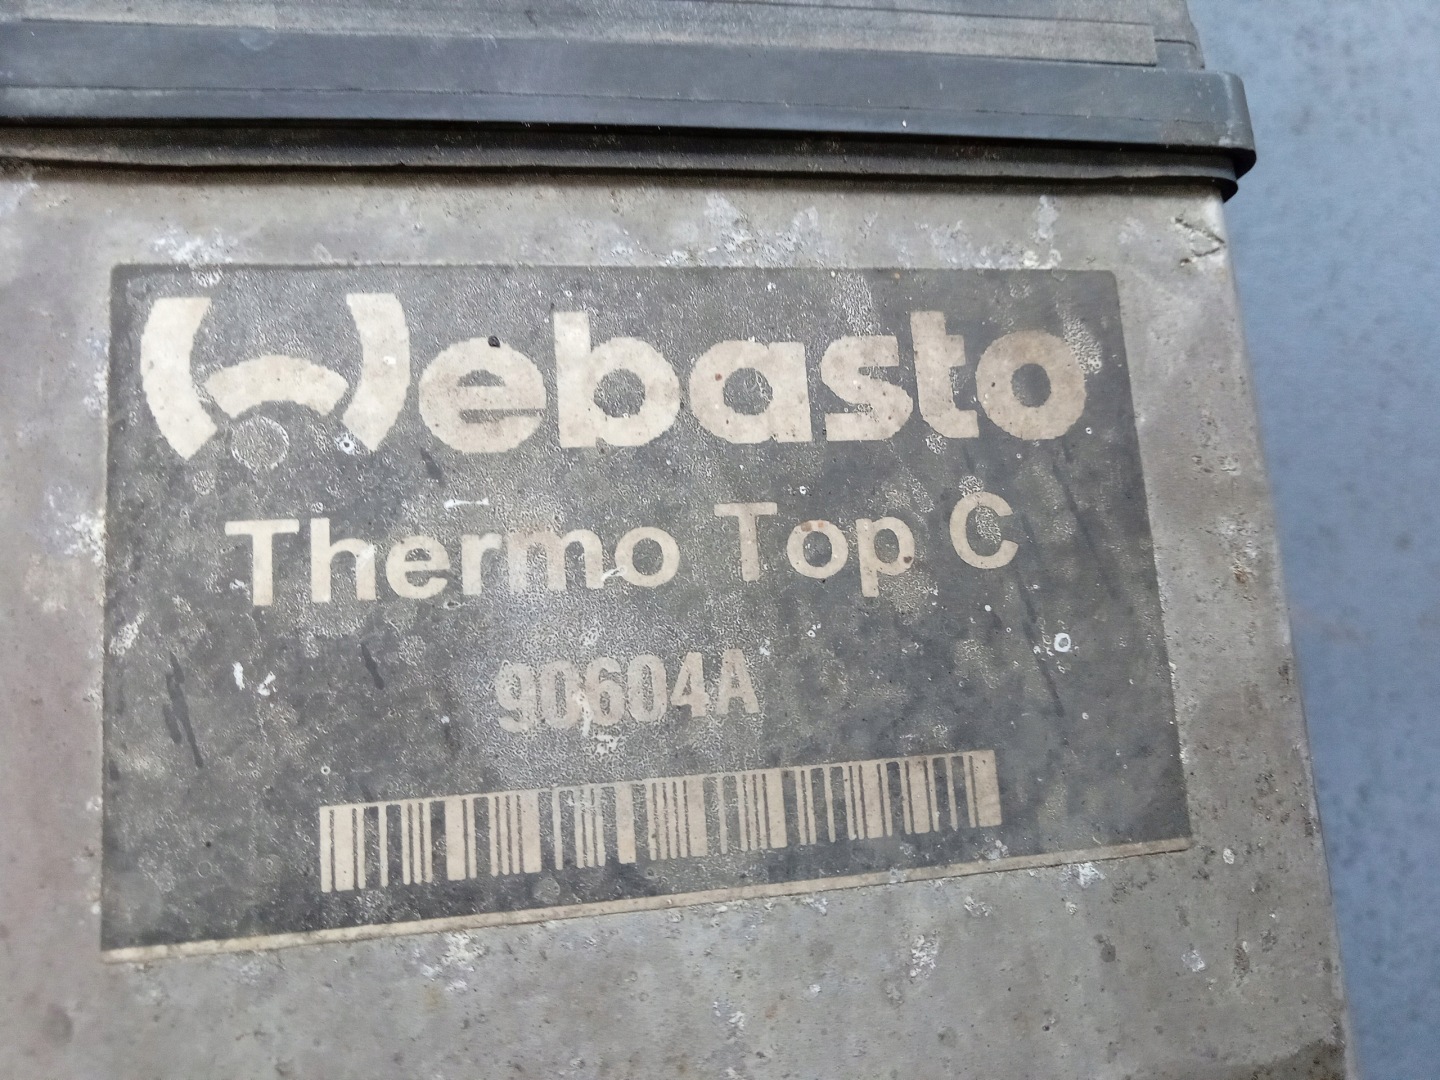 Webasto
Thermo Top C
90604A